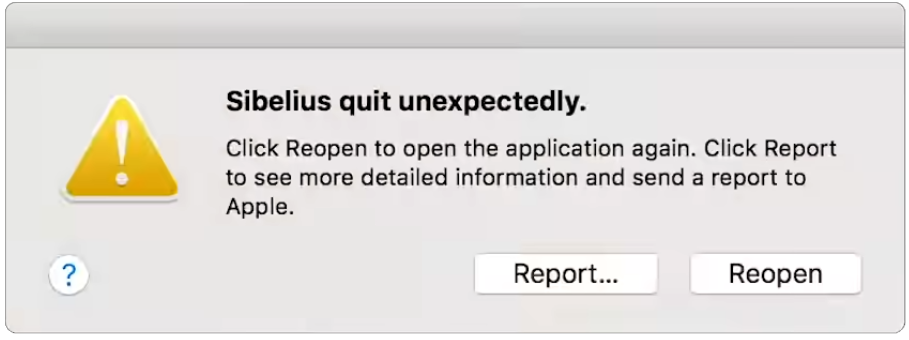 Sibelius quit unexpectedly.
Click Reopen to open the application again. Click Report
to see more detailed information and send a report to
Apple.
?
Report...
Reopen